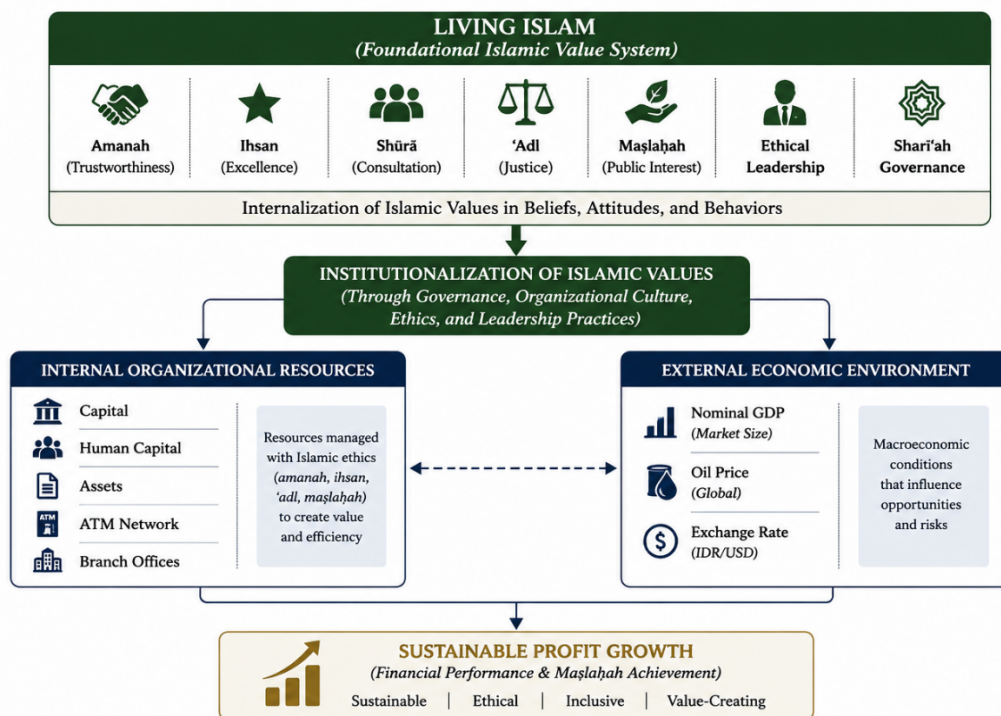 LIVING ISLAM
(Foundational Islamic Value System)
Amanah
(Trustworthiness)
Ihsan
(Excellence)
Shūrā
(Consultation)
‘Adl
(Justice)
Maṣlaḥah
(Public Interest)
Ethical
Leadership
Sharī‘ah
Governance
Internalization of Islamic Values in Beliefs, Attitudes, and Behaviors
INSTITUTIONALIZATION OF ISLAMIC VALUES
(Through Governance, Organizational Culture,
Ethics, and Leadership Practices)
INTERNAL ORGANIZATIONAL RESOURCES
Capital
Human Capital
Assets
ATM
ATM Network
Branch Offices
Resources managed
with Islamic ethics
(amanah, ihsan,
‘adl, maṣlaḥah)
to create value
and efficiency
EXTERNAL ECONOMIC ENVIRONMENT
Nominal GDP
(Market Size)
Oil Price
(Global)
$
Exchange Rate
(IDR/USD)
Macroeconomic
conditions
that influence
opportunities
and risks
SUSTAINABLE PROFIT GROWTH
(Financial Performance & Maṣlaḥah Achievement)
Sustainable | Ethical | Inclusive | Value-Creating